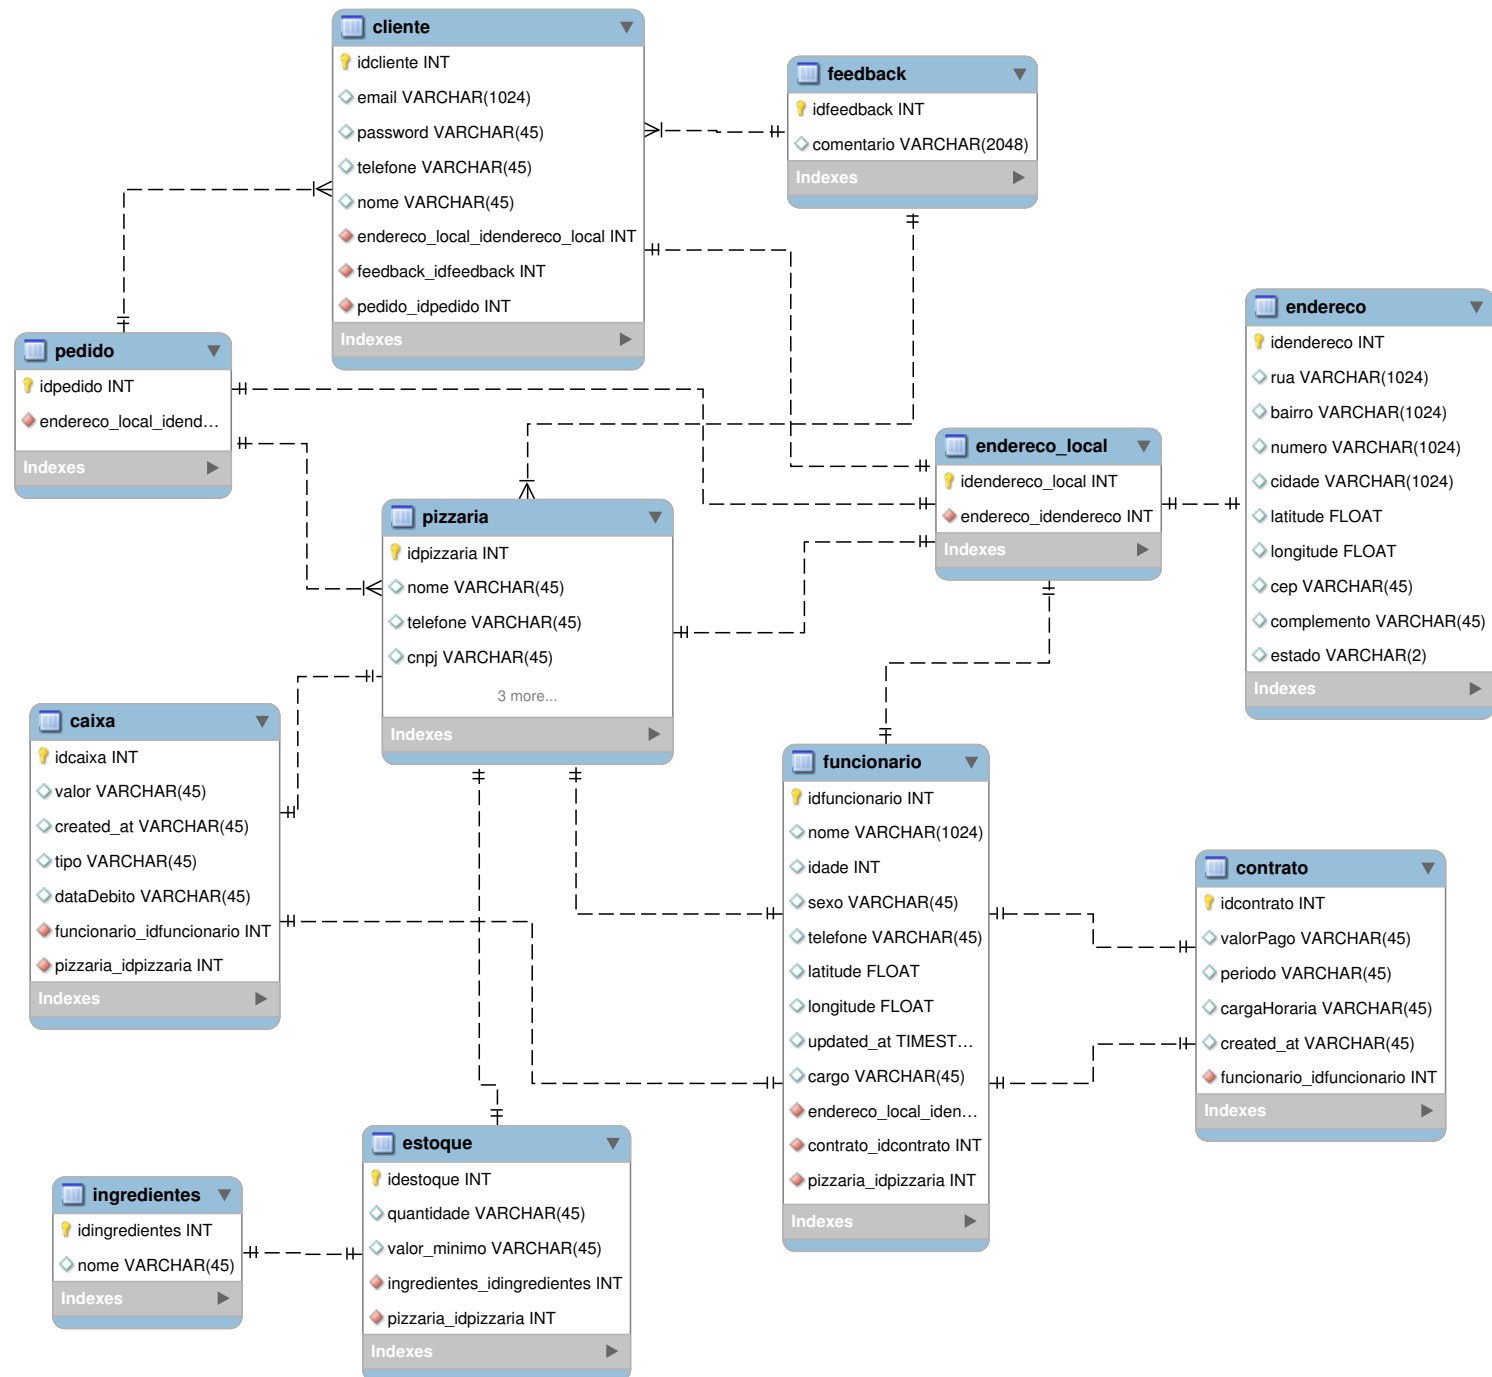 cliente
idcliente INT
email VARCHAR(1024)
password VARCHAR(45)
telefone VARCHAR(45)
nome VARCHAR(45)
endereco_local_idendereco_local INT
feedback_idfeedback INT
pedido_idpedido INT
Indexes
feedback
idfeedback INT
comentario VARCHAR(2048)
Indexes
pedido
idpedido INT
endereco_local_idend...
Indexes
endereco
idendereco INT
rua VARCHAR(1024)
bairro VARCHAR(1024)
numero VARCHAR(1024)
cidade VARCHAR(1024)
latitude FLOAT
longitude FLOAT
cep VARCHAR(45)
complemento VARCHAR(45)
estado VARCHAR(2)
Indexes
endereco_local
idendereco_local INT
endereco_idendereco INT
Indexes
pizzaria
idpizzaria INT
nome VARCHAR(45)
telefone VARCHAR(45)
cnpj VARCHAR(45)
3 more...
Indexes
caixa
idcaixa INT
valor VARCHAR(45)
created_at VARCHAR(45)
tipo VARCHAR(45)
dataDebito VARCHAR(45)
funcionario_idfuncionario INT
pizzaria_idpizzaria INT
Indexes
funcionario
idfuncionario INT
nome VARCHAR(1024)
idade INT
sexo VARCHAR(45)
telefone VARCHAR(45)
latitude FLOAT
longitude FLOAT
updated_at TIMEST...
cargo VARCHAR(45)
endereco_local_iden...
contrato_idcontrato INT
pizzaria_idpizzaria INT
Indexes
contrato
idcontrato INT
valorPago VARCHAR(45)
periodo VARCHAR(45)
cargaHoraria VARCHAR(45)
created_at VARCHAR(45)
funcionario_idfuncionario INT
Indexes
estoque
idestoque INT
quantidade VARCHAR(45)
valor_minimo VARCHAR(45)
ingredientes_idingredientes INT
pizzaria_idpizzaria INT
Indexes
ingredientes
idingredientes INT
nome VARCHAR(45)
Indexes